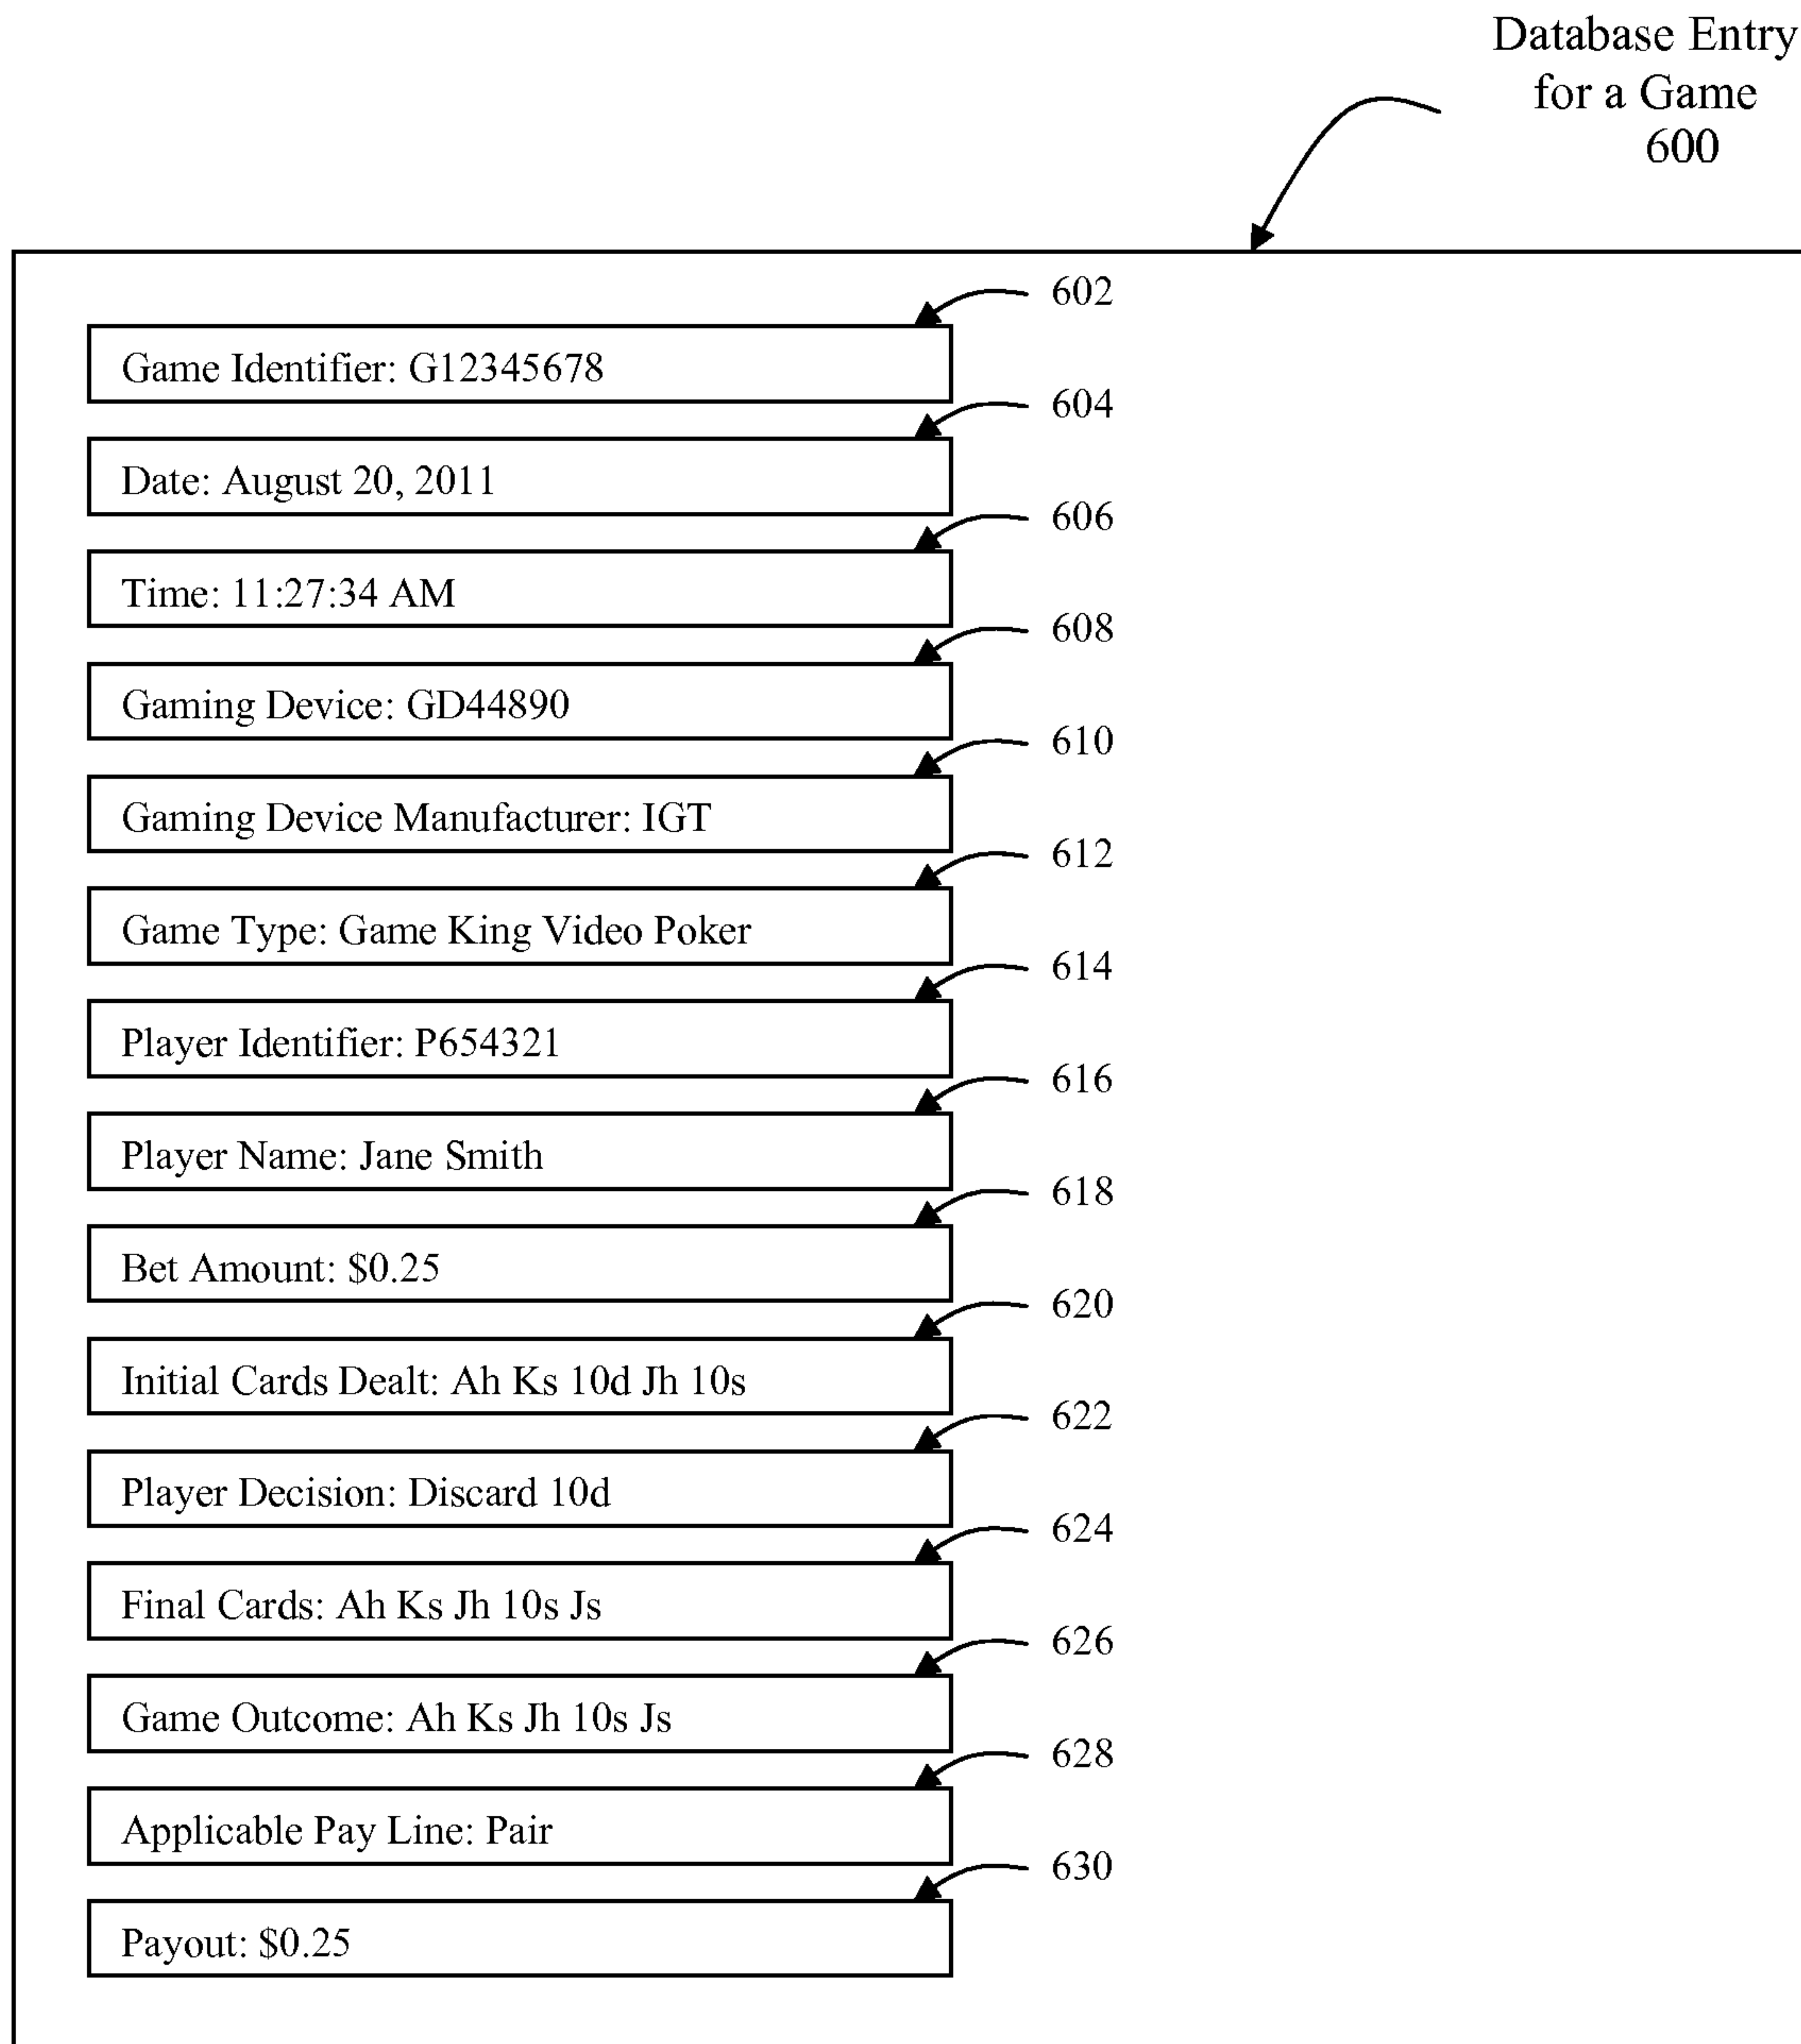 Database Entry
for a Game
600
602
Game Identifier: G12345678
604
Date: August 20, 2011
606
Time: 11:27:34 AM
608
Gaming Device: GD44890
610
Gaming Device Manufacturer: IGT
612
Game Type: Game King Video Poker
614
Player Identifier: P654321
616
Player Name: Jane Smith
618
Bet Amount: $0.25
620
Initial Cards Dealt: Ah Ks 10d Jh 10s
622
Player Decision: Discard 10d
624
Final Cards: Ah Ks Jh 10s Js
626
Game Outcome: Ah Ks Jh 10s Js
628
Applicable Pay Line: Pair
630
Payout: $0.25